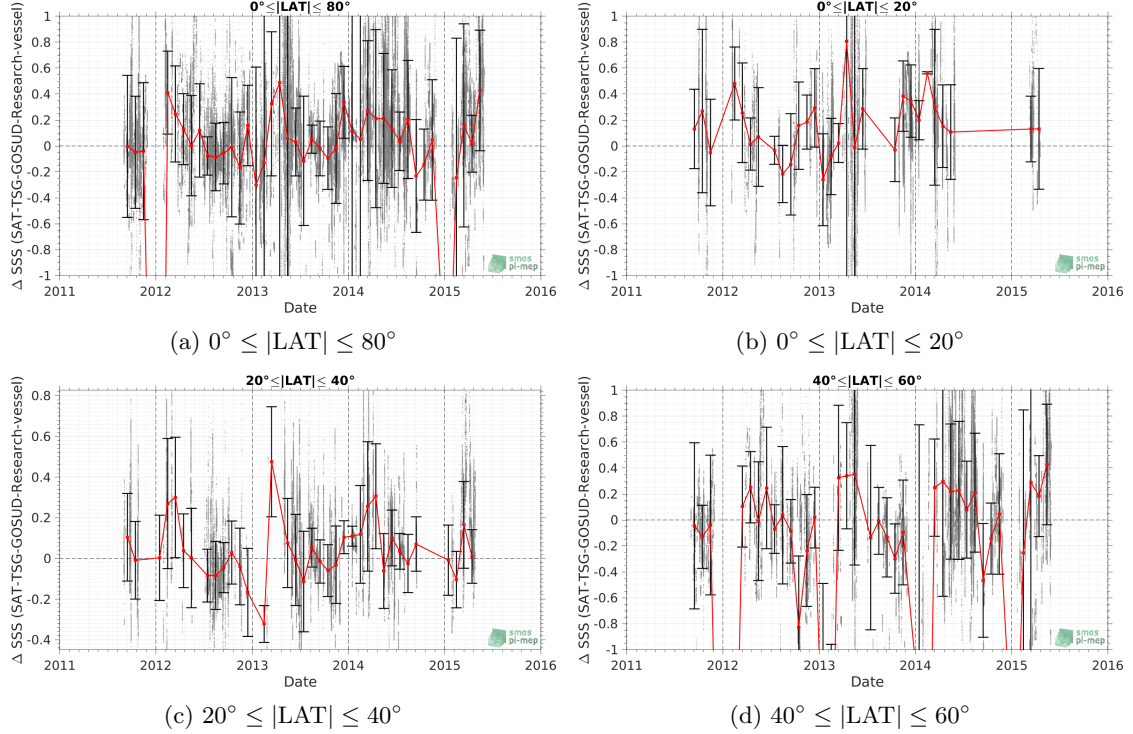 0°≤|LAT|≤ 80°
Δ SSS (SAT-TSG-GOSUD-Research-vessel)
1
0.8
0.6
0.4
0.2
0
-0.2
-0.4
-0.6
-0.8
-1
2011 2012 2013 2014 2015 2016
Date
smos
pi-mep
(a) 0° ≤ |LAT| ≤ 80°
0°≤|LAT|≤ 20°
Δ SSS (SAT-TSG-GOSUD-Research-vessel)
1
0.8
0.6
0.4
0.2
0
-0.2
-0.4
-0.6
-0.8
-1
2011 2012 2013 2014 2015 2016
Date
smos
pi-mep
(b) 0° ≤ |LAT| ≤ 20°
20°≤|LAT|≤ 40°
Δ SSS (SAT-TSG-GOSUD-Research-vessel)
0.8
0.6
0.4
0.2
0
-0.2
-0.4
2011 2012 2013 2014 2015 2016
Date
smos
pi-mep
(c) 20° ≤ |LAT| ≤ 40°
40°≤|LAT|≤ 60°
Δ SSS (SAT-TSG-GOSUD-Research-vessel)
1
0.8
0.6
0.4
0.2
0
-0.2
-0.4
-0.6
-0.8
-1
2011 2012 2013 2014 2015 2016
Date
smos
pi-mep
(d) 40° ≤ |LAT| ≤ 60°